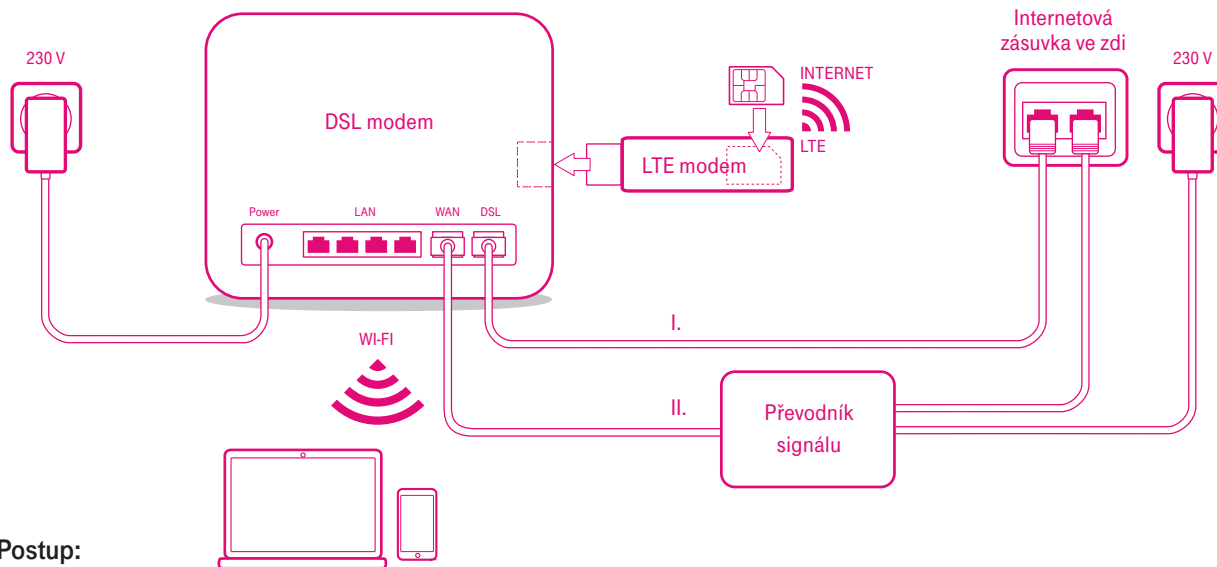 Internetová
zásuvka ve zdi
230 V
230 V
INTERNET
LTE
DSL modem
LTE modem
Power
LAN
WAN
DSL
I.
WI-FI
II.
Převodník
signálu
Postup: